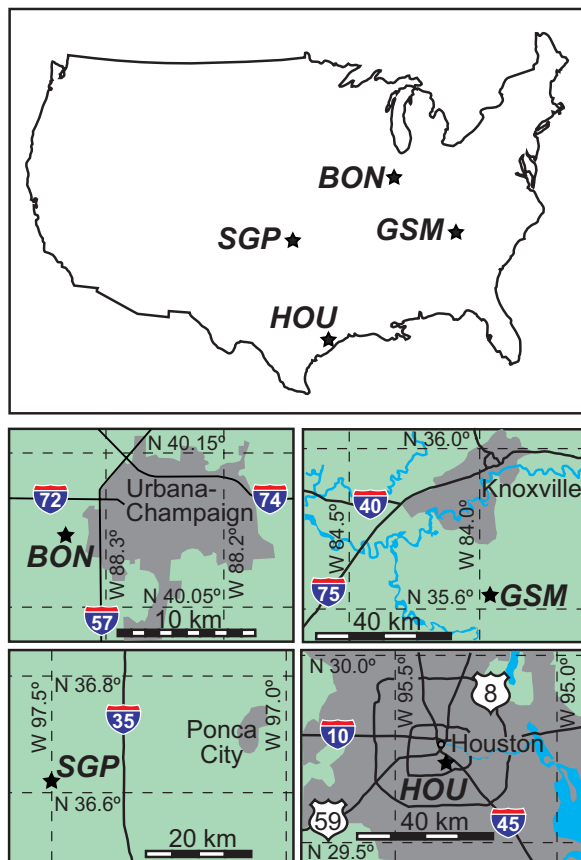 BON
SGP
GSM
HOU
N 40.15º
72
Urbana-
Champaign
74
BON
W 88.3º
W 88.2º
N 40.05º
57
10 km
N 36.0º
Knoxville
40
W 84.5º
W 84.0º
75
N 35.6º
GSM
40 km
N 36.8º
W 97.5º
35
W 97.0º
Ponca
City
SGP
N 36.6º
20 km
N 30.0º
W 95.5º
8
W 95.0º
10
Houston
HOU
59
45
40 km
N 29.5º